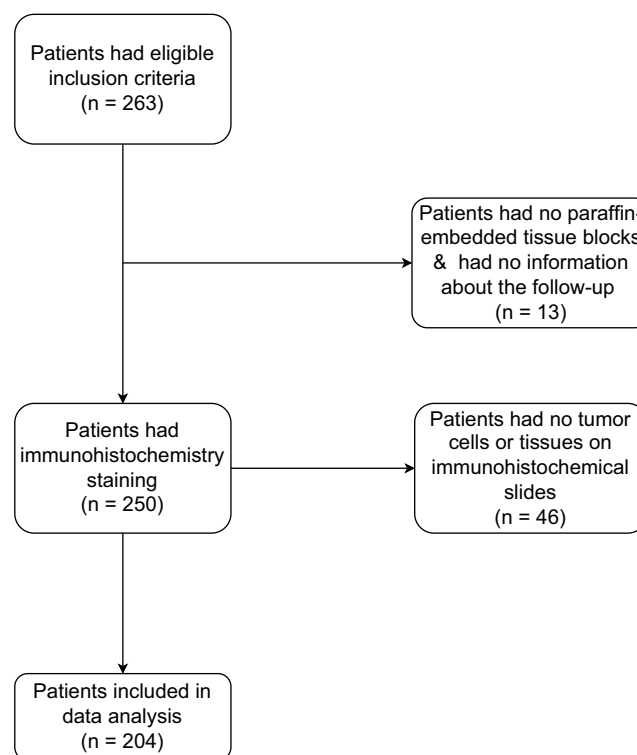 Patients had eligible
inclusion criteria
(n = 263)
Patients had no paraffin-
embedded tissue blocks
& had no information
about the follow-up
(n = 13)
Patients had
immunohistochemistry
staining
(n = 250)
Patients had no tumor
cells or tissues on
immunohistochemical
slides
(n = 46)
Patients included in
data analysis
(n = 204)